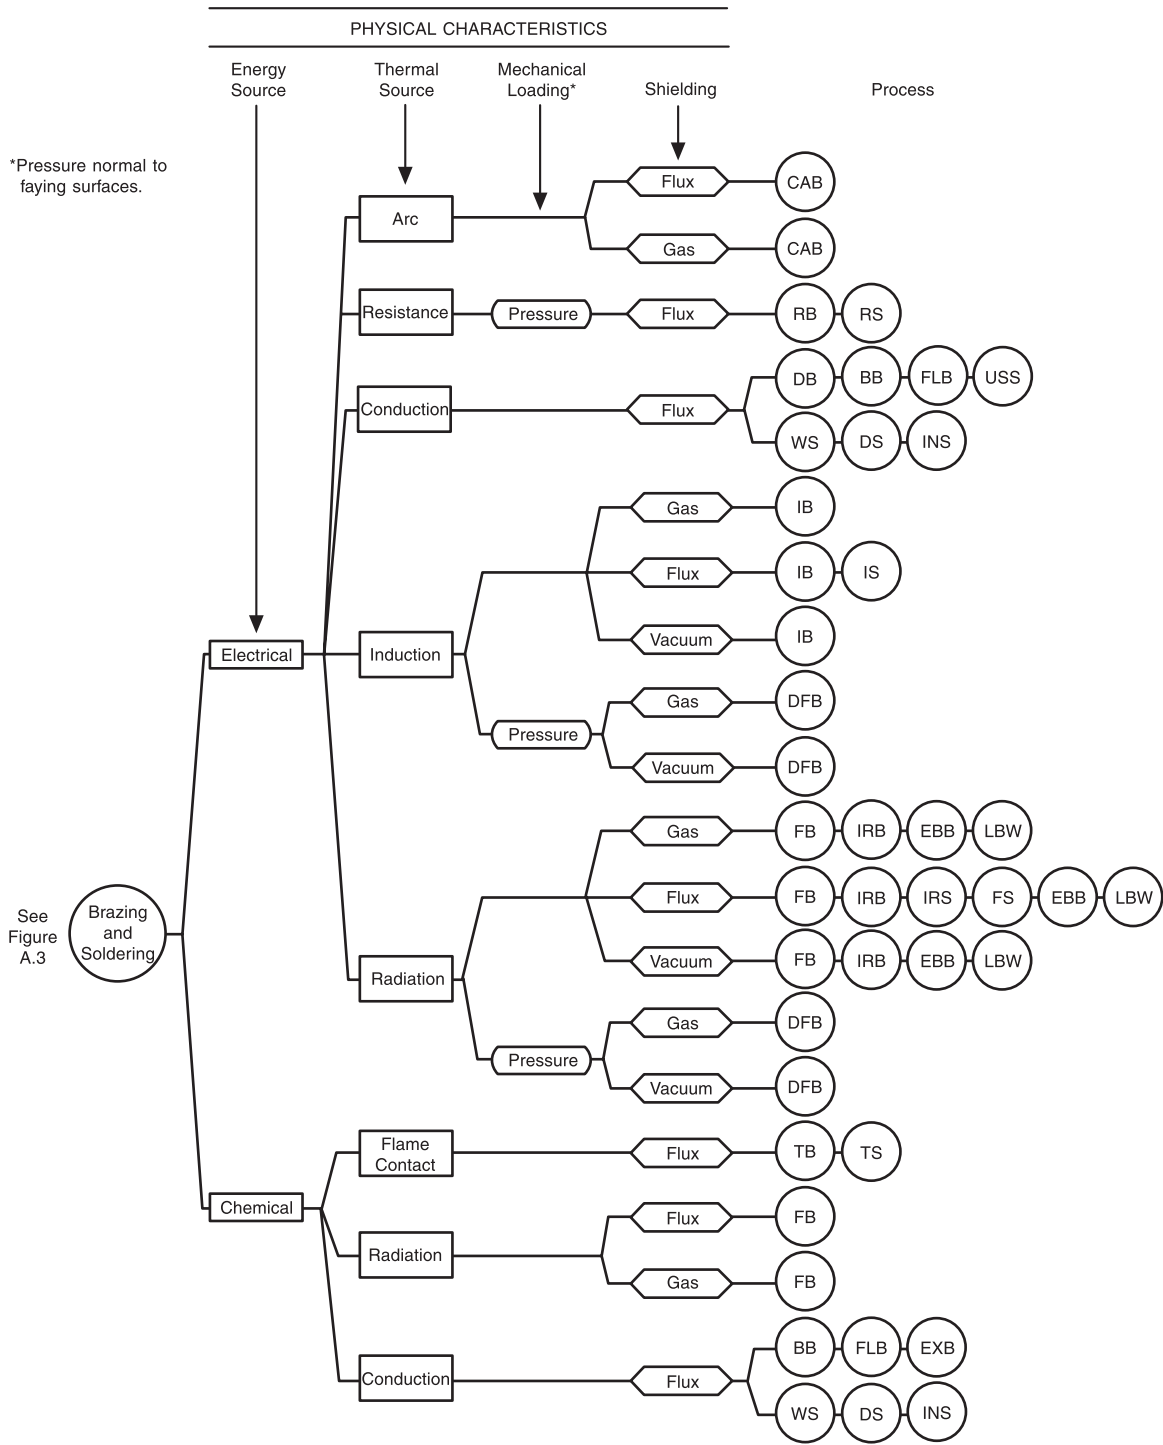 PHYSICAL CHARACTERISTICS
Energy
Source
Thermal
Source
Mechanical
Loading*
Shielding
Process
*Pressure normal to
faying surfaces.
Flux
CAB
Arc
Gas
CAB
Resistance
Pressure
Flux
RB
RS
DB
BB
FLB
USS
Conduction
Flux
WS
DS
INS
Gas
IB
Flux
IB
IS
Vacuum
IB
Electrical
Induction
Gas
DFB
Pressure
Vacuum
DFB
Gas
FB
IRB
EBB
LBW
Flux
FB
IRB
IRS
FS
EBB
LBW
See
Figure
A.3
Brazing
and
Soldering
Vacuum
FB
IRB
EBB
LBW
Radiation
Gas
DFB
Pressure
Vacuum
DFB
Flame
Contact
Flux
TB
TS
Chemical
Flux
FB
Radiation
Gas
FB
BB
FLB
EXB
Conduction
Flux
WS
DS
INS